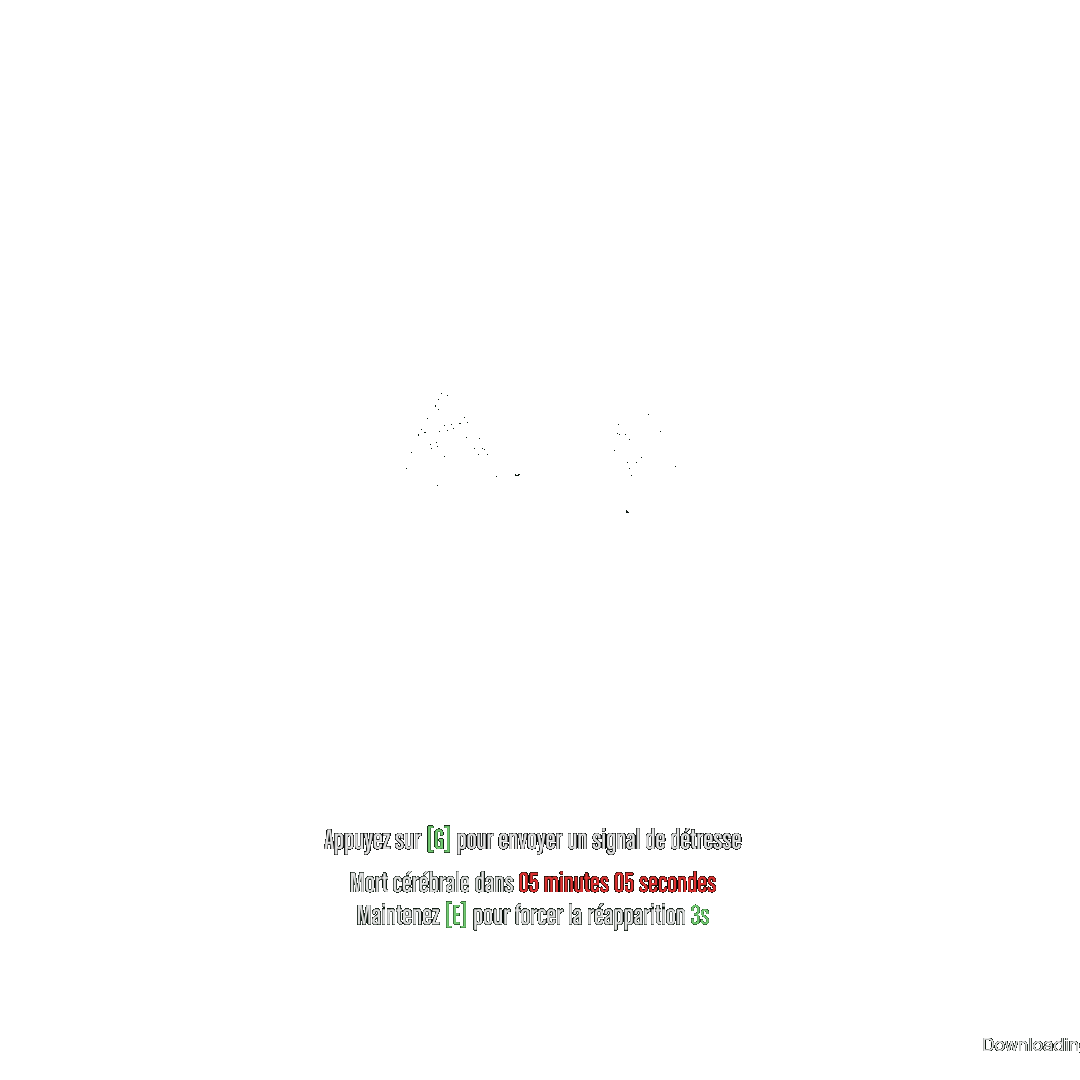 Appuyez sur [G] pour envoyer un signal de détresse
Mort cérébrale dans 05 minutes 05 secondes
Maintenez [E] pour forcer la réapparition 3s
Downloading